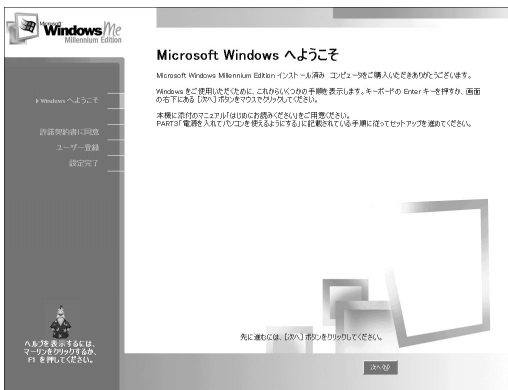 Microsoft
Windows Me
Millennium Edition
Windows へようこそ
許諾契約書に同意
ユーザー登録
設定完了
ヘルプを表示するには、
マーリンをクリックするか、
F1 を押してください。
Microsoft Windows へようこそ
Microsoft Windows Millennium Edition インストール済み コンピュータをご購入いただきありがとうございます。
Windows をご使用いただくために、これからいくつかの手順を表示します。キーボードの Enter キーを押すか、画面
の右下にある [次へ] ボタンをマウスでクリックしてください。
本機に添付のマニュアル「はじめにお読みください」をご用意ください。
PART3「電源を入れてパソコンを使えるようにする」に記載されている手順に従ってセットアップを進めてください。
先に進むには、[次へ] ボタンをクリックしてください。
次へ(N)